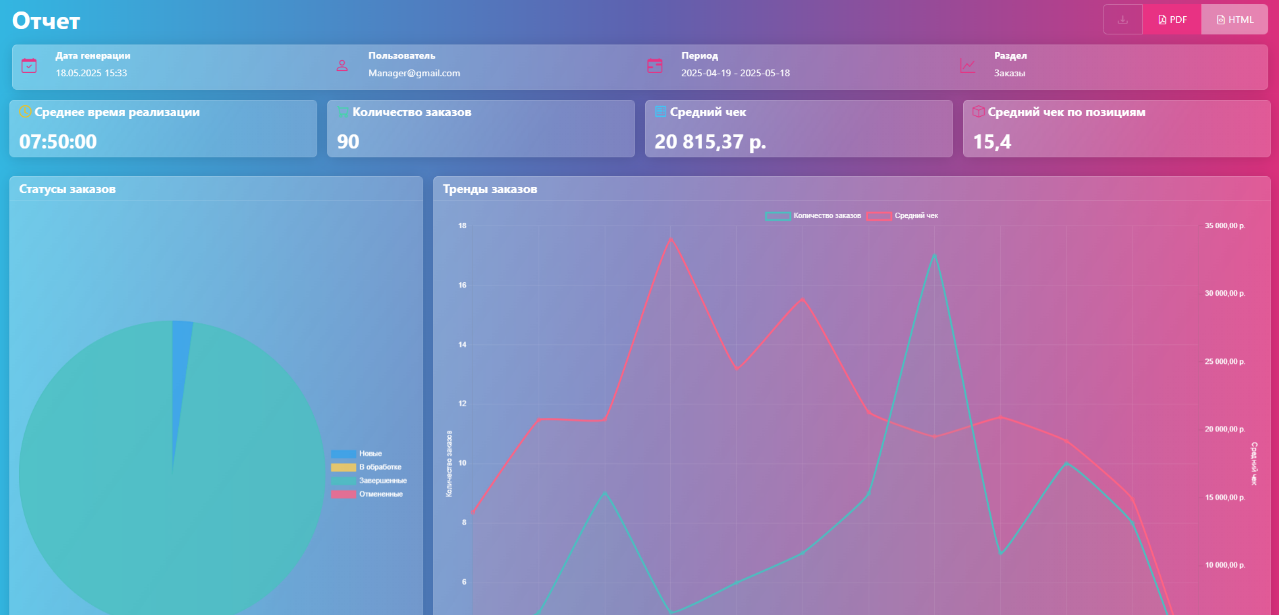 Отчет
PDF
HTML
Дата генерации
18.05.2025 15:33
Пользователь
Manager@gmail.com
Период
2025-04-19 - 2025-05-18
Раздел
Заказы
Среднее время реализации
07:50:00
Количество заказов
90
Средний чек
20 815,37 р.
Средний чек по позициям
15,4
Статусы заказов
Новые
В обработке
Завершенные
Отмененные
Тренды заказов
Количество заказов
Средний чек
18
16
14
12
10
8
6
Количество заказов
35 000,00 р.
30 000,00 р.
25 000,00 р.
20 000,00 р.
15 000,00 р.
10 000,00 р.
Средний чек